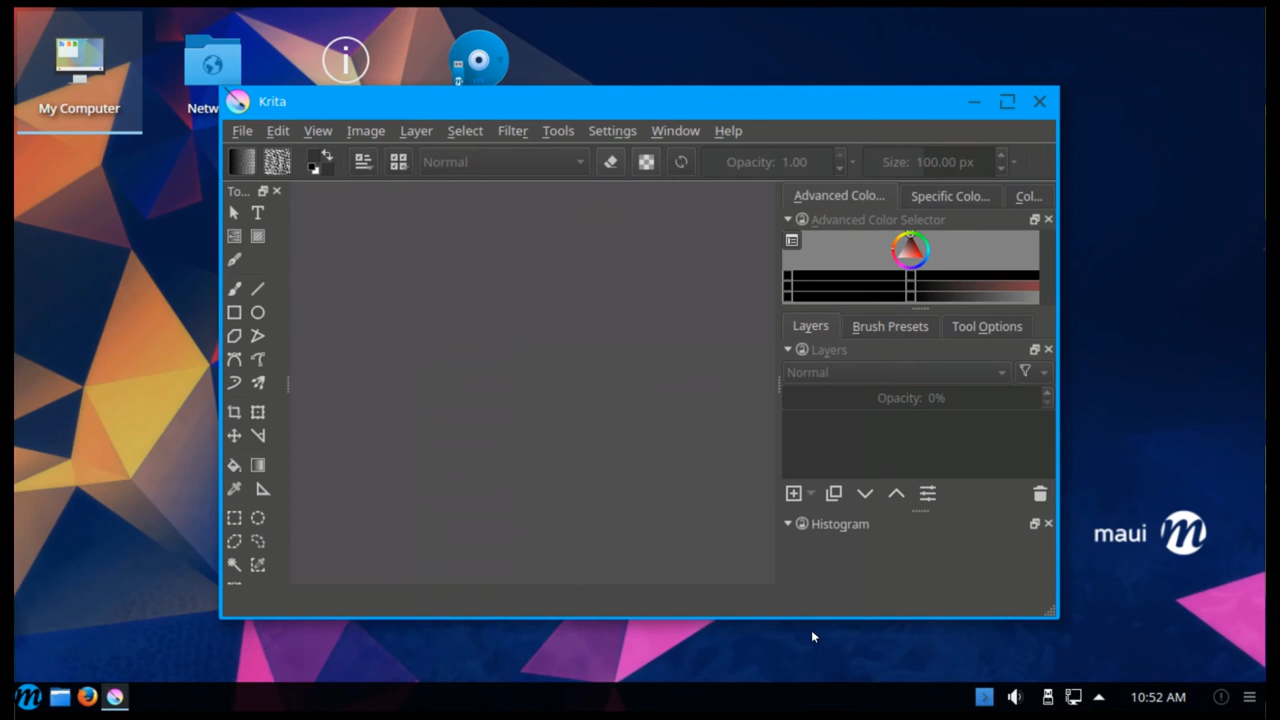 My Computer
Netw
Krita
File Edit View Image Layer Select Filter Tools Settings Window Help
Normal
Opacity: 1.00
Size: 100.00 px
To...
Advanced Colo... Specific Colo... Col...
Advanced Color Selector
Layers Brush Presets Tool Options
Layers
Normal
Opacity: 0%
Histogram
maui m
10:52 AM